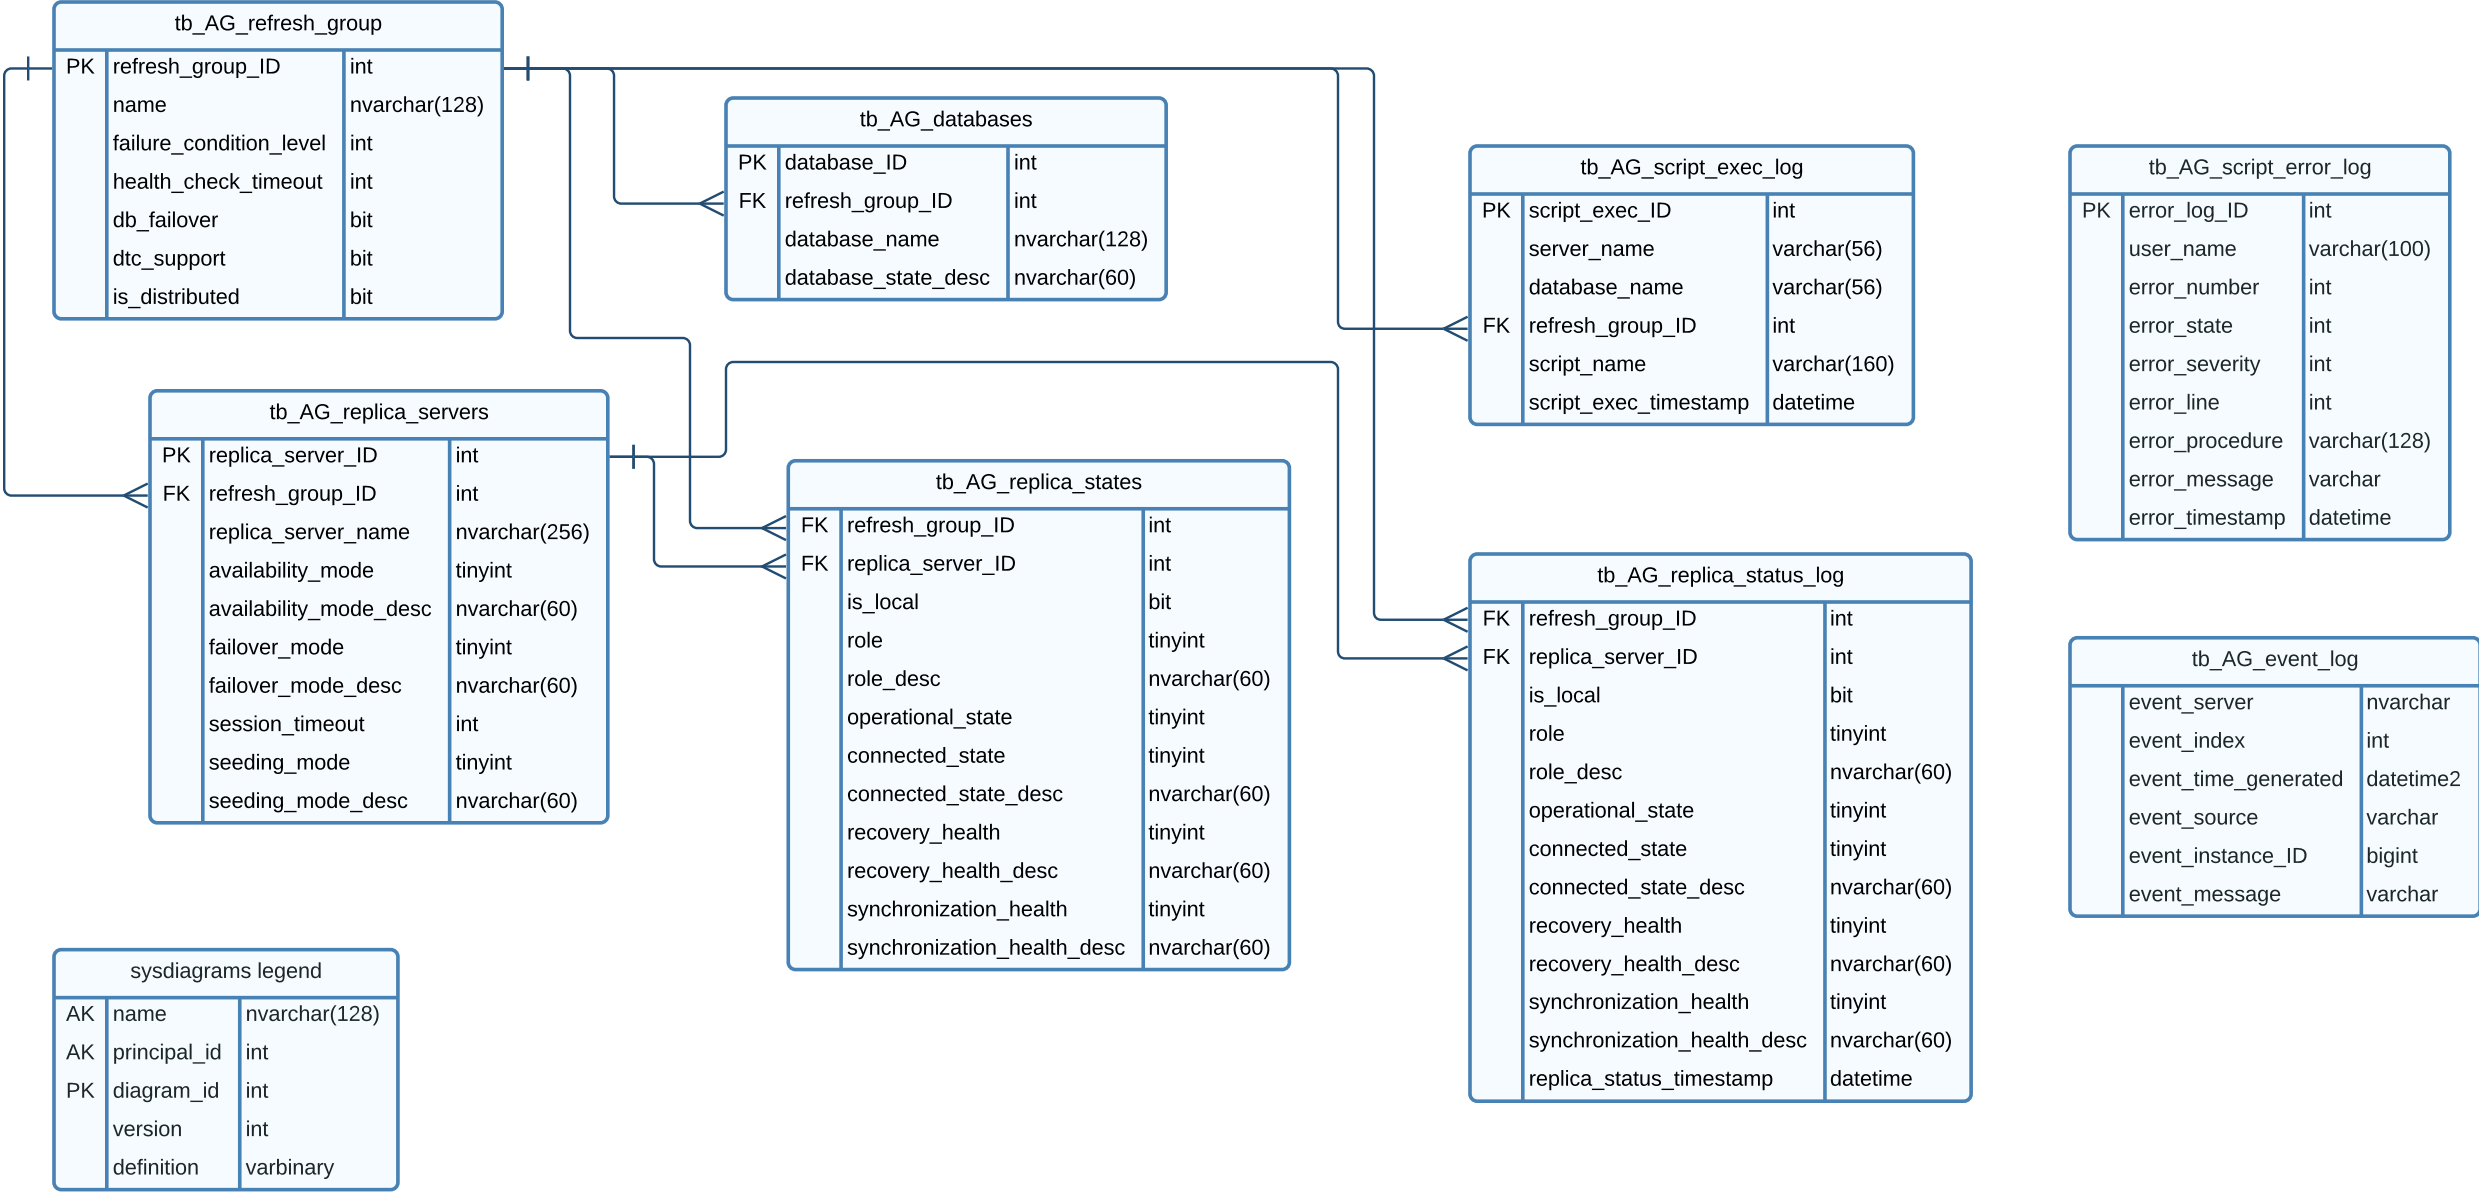 tb_AG_refresh_group
PK refresh_group_ID int
name nvarchar(128)
failure_condition_level int
health_check_timeout int
db_failover bit
dtc_support bit
is_distributed bit
tb_AG_databases
PK database_ID int
FK refresh_group_ID int
database_name nvarchar(128)
database_state_desc nvarchar(60)
tb_AG_script_exec_log
PK script_exec_ID int
server_name varchar(56)
database_name varchar(56)
FK refresh_group_ID int
script_name varchar(160)
script_exec_timestamp datetime
tb_AG_script_error_log
PK error_log_ID int
user_name varchar(100)
error_number int
error_state int
error_severity int
error_line int
error_procedure varchar(128)
error_message varchar
error_timestamp datetime
tb_AG_replica_servers
PK replica_server_ID int
FK refresh_group_ID int
replica_server_name nvarchar(256)
availability_mode tinyint
availability_mode_desc nvarchar(60)
failover_mode tinyint
failover_mode_desc nvarchar(60)
session_timeout int
seeding_mode tinyint
seeding_mode_desc nvarchar(60)
tb_AG_replica_states
FK refresh_group_ID int
FK replica_server_ID int
is_local bit
role tinyint
role_desc nvarchar(60)
operational_state tinyint
connected_state tinyint
connected_state_desc nvarchar(60)
recovery_health tinyint
recovery_health_desc nvarchar(60)
synchronization_health tinyint
synchronization_health_desc nvarchar(60)
tb_AG_replica_status_log
FK refresh_group_ID int
FK replica_server_ID int
is_local bit
role tinyint
role_desc nvarchar(60)
operational_state tinyint
connected_state tinyint
connected_state_desc nvarchar(60)
recovery_health tinyint
recovery_health_desc nvarchar(60)
synchronization_health tinyint
synchronization_health_desc nvarchar(60)
replica_status_timestamp datetime
tb_AG_event_log
event_server nvarchar
event_index int
event_time_generated datetime2
event_source varchar
event_instance_ID bigint
event_message varchar
sysdiagrams legend
AK name nvarchar(128)
AK principal_id int
PK diagram_id int
version int
definition varbinary